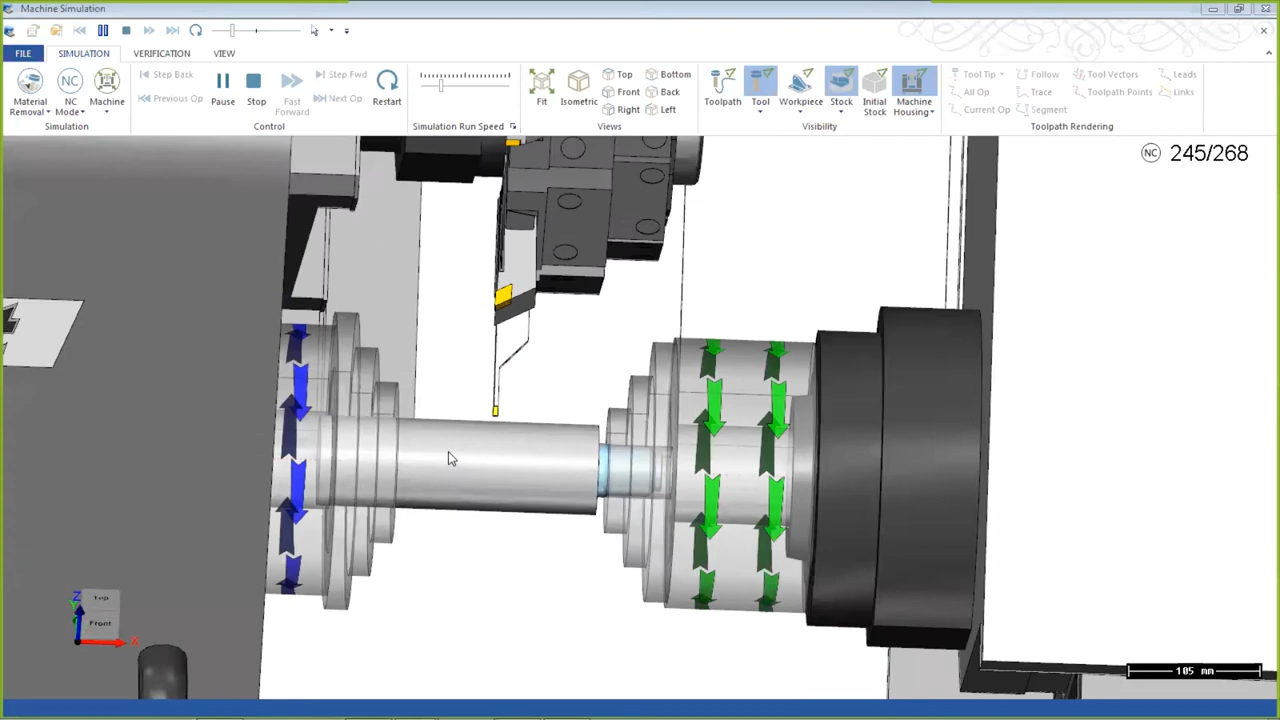 Machine Simulation
FILE SIMULATION VERIFICATION VIEW
Material Removal
NC Mode
Machine
Simulation
Step Back
Previous Op
Pause
Stop
Fast Forward
Step Fwd
Next Op
Restart
Control
Simulation Run Speed
Fit
Isometric
Top
Front
Right
Bottom
Back
Left
Views
Toolpath
Tool
Workpiece
Stock
Initial Stock
Machine Housing
Visibility
Tool Tip
All Op
Current Op
Follow
Trace
Segment
Tool Vectors
Toolpath Points
Leads
Links
Toolpath Rendering
NC 245/268
Z
Y
X
Top
Front
105 mm